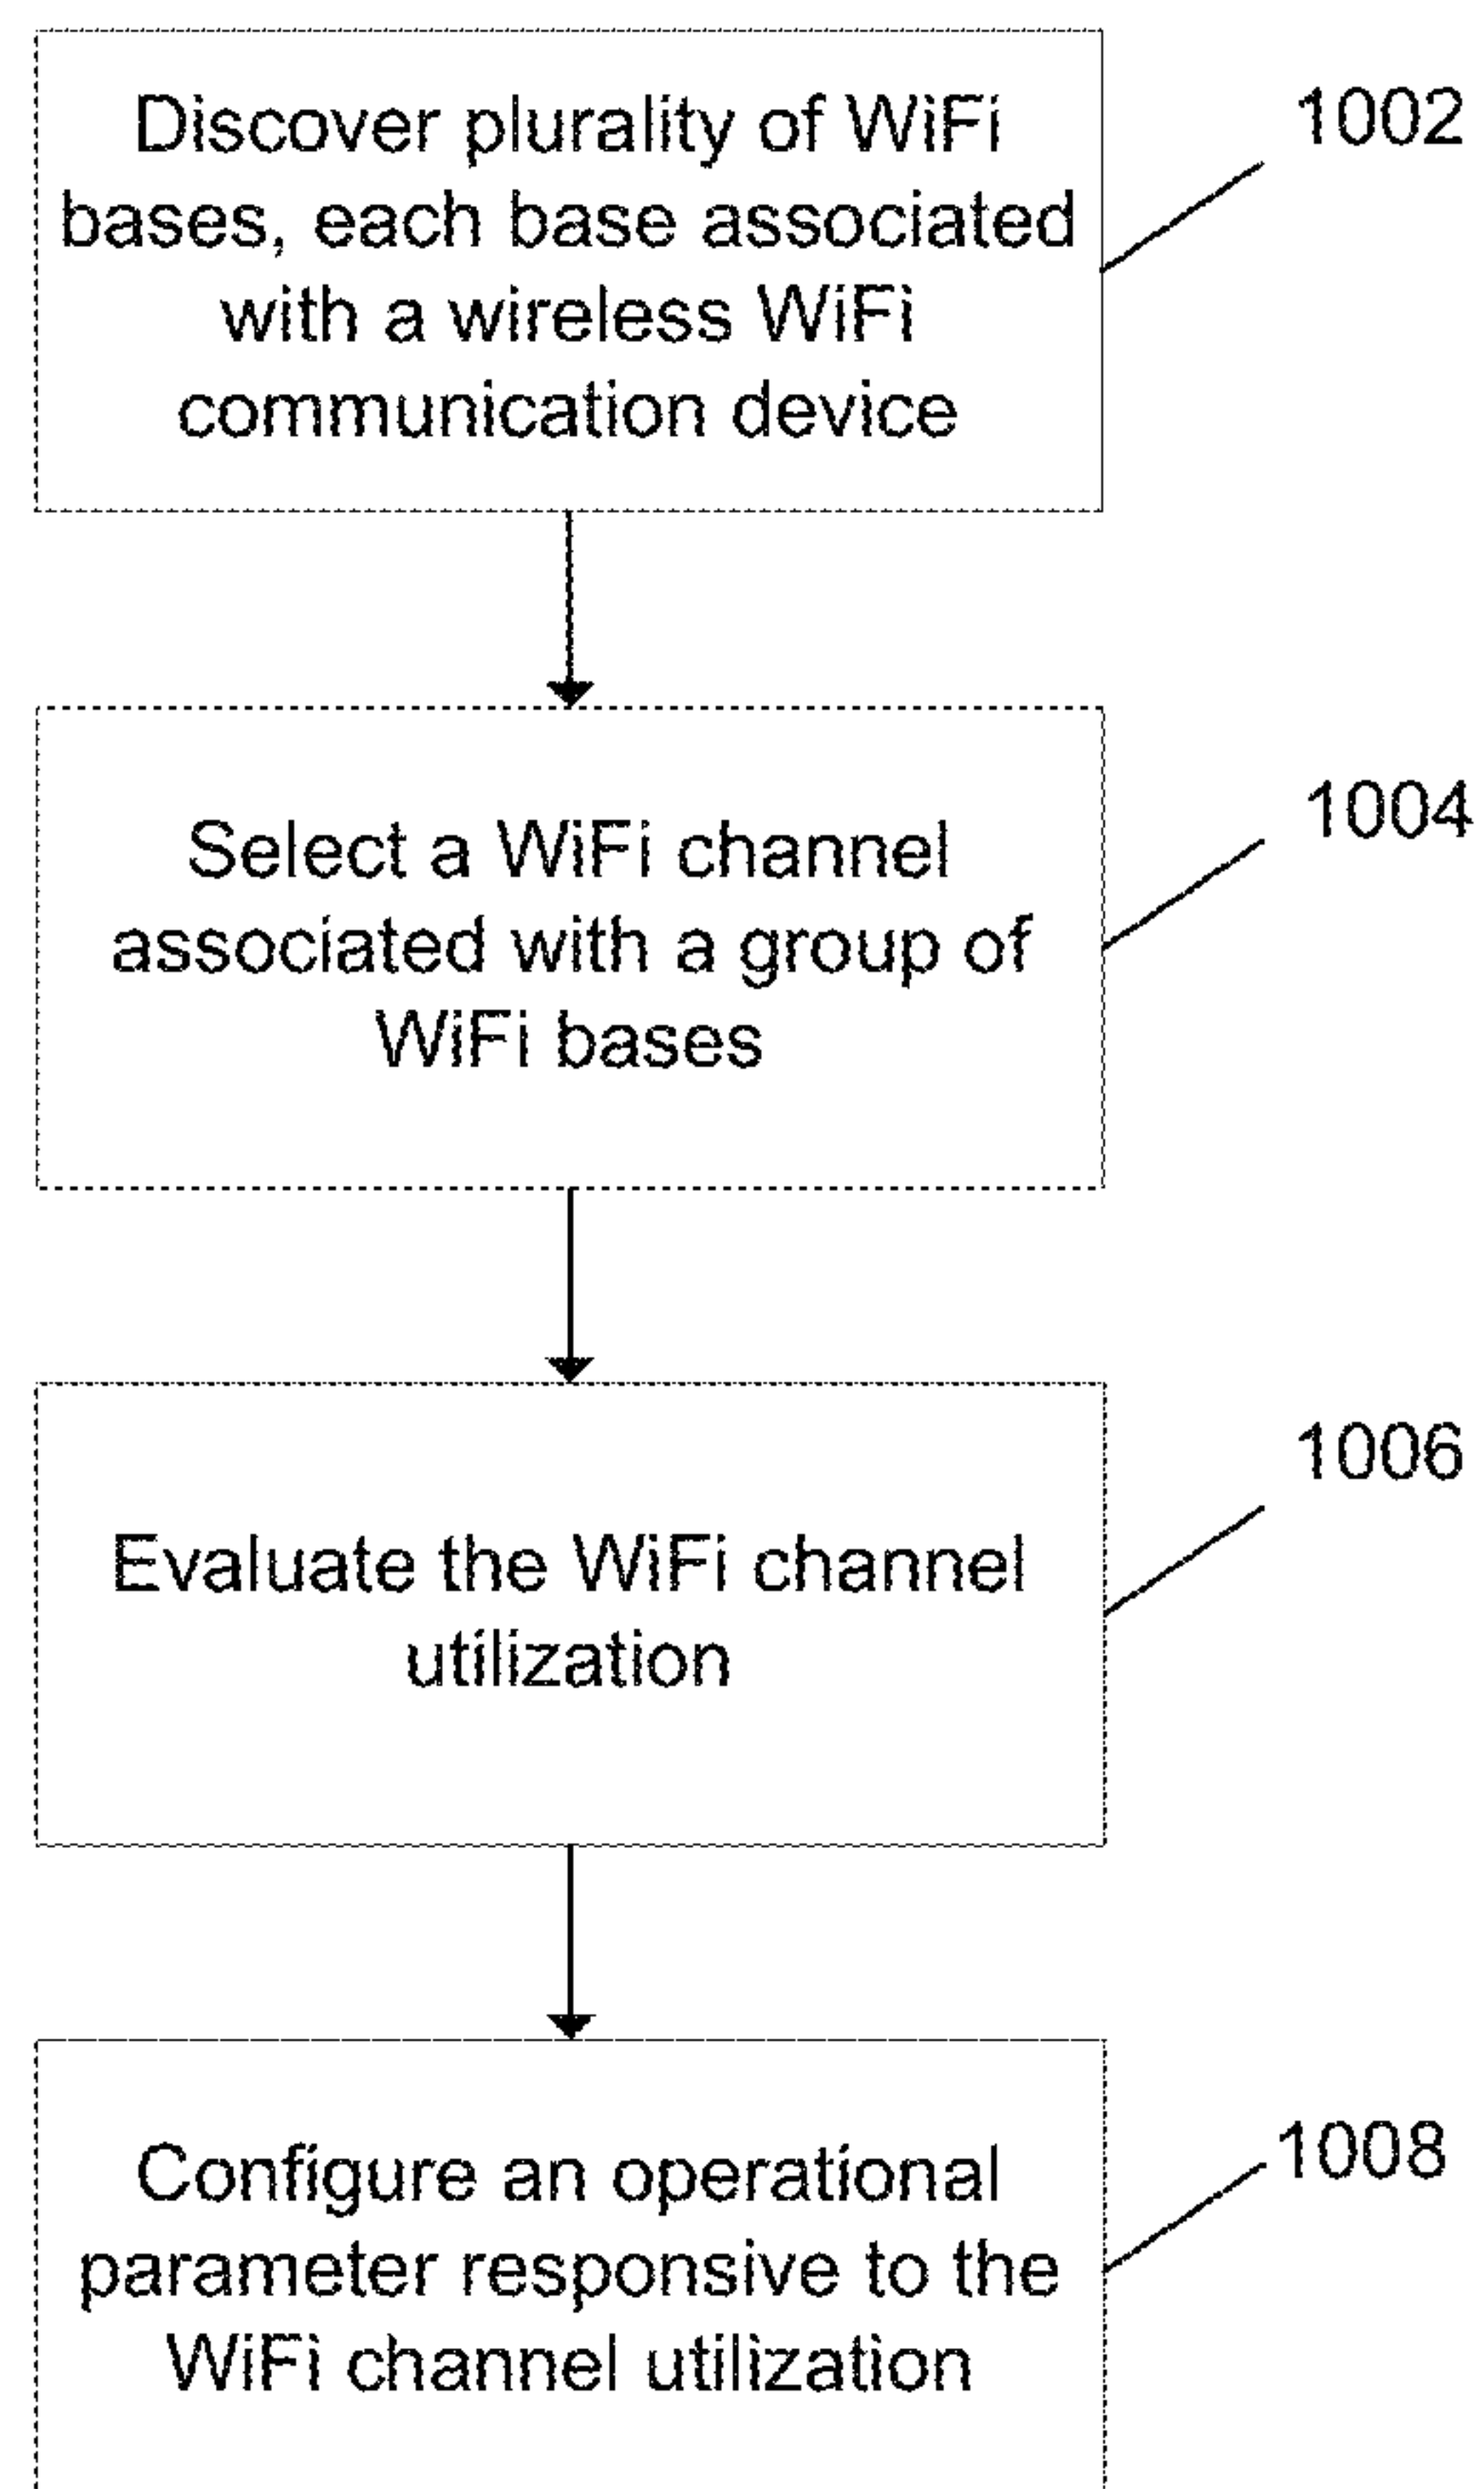 Discover plurality of WiFi
bases, each base associated
with a wireless WiFi
communication device
1002
Select a WiFi channel
associated with a group of
WiFi bases
1004
Evaluate the WiFi channel
utilization
1006
Configure an operational
parameter responsive to the
WiFi channel utilization
1008